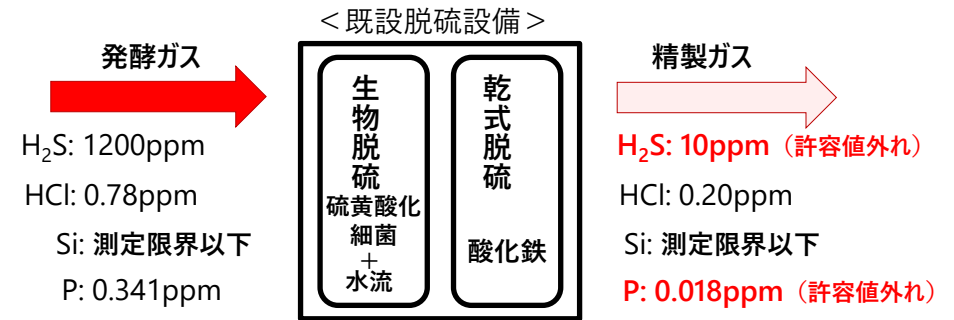 <既設脱硫設備>
発酵ガス
H₂S: 1200ppm
HCl: 0.78ppm
Si: 測定限界以下
P: 0.341ppm
生物脱硫
硫黄酸化
細菌
+
水流
乾式脱硫
酸化鉄
精製ガス
H₂S: 10ppm（許容値外れ）
HCl: 0.20ppm
Si: 測定限界以下
P: 0.018ppm（許容値外れ）